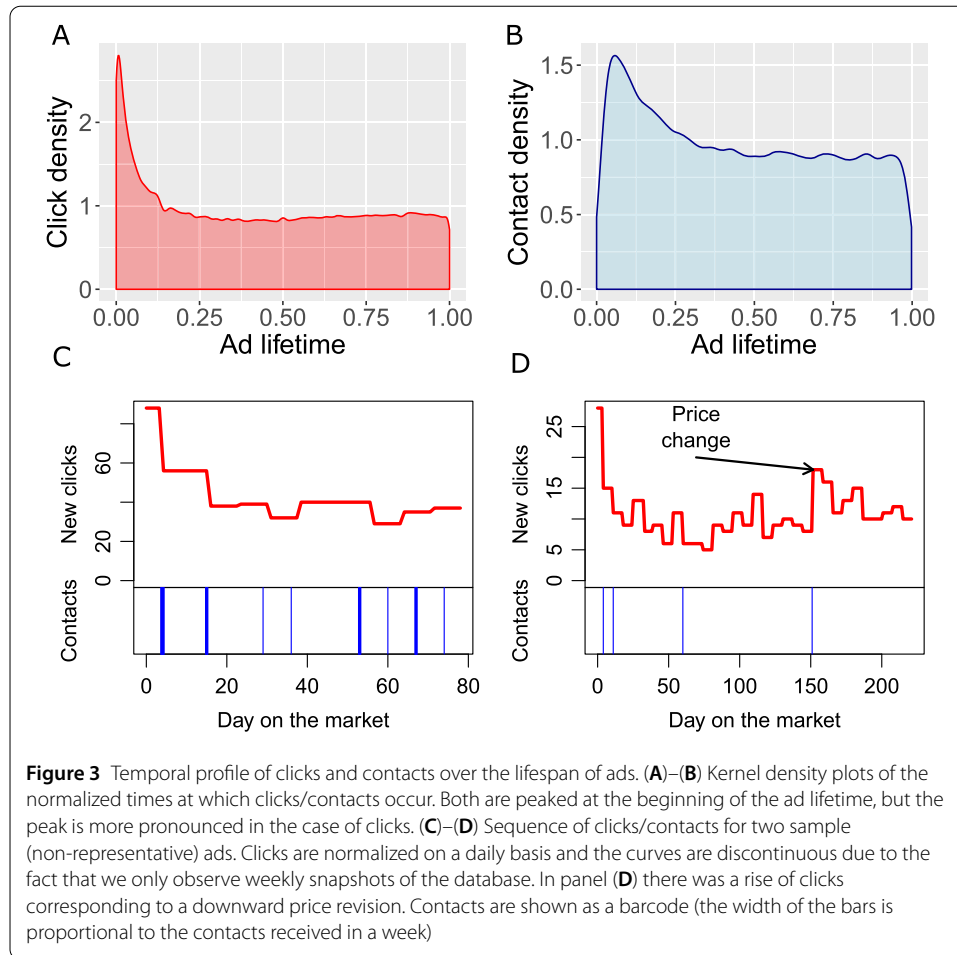 A
Click density
2
1
0
0.00 0.25 0.50 0.75 1.00
Ad lifetime
B
Contact density
1.5
1.0
0.5
0.0
0.00 0.25 0.50 0.75 1.00
Ad lifetime
C
New clicks
60
20
0
Contacts
0 20 40 60 80
Day on the market
D
Price
change
New clicks
25
15
5
0
Contacts
0 50 100 150 200
Day on the market
Figure 3 Temporal profile of clicks and contacts over the lifespan of ads. (A)–(B) Kernel density plots of the
normalized times at which clicks/contacts occur. Both are peaked at the beginning of the ad lifetime, but the
peak is more pronounced in the case of clicks. (C)–(D) Sequence of clicks/contacts for two sample
(non-representative) ads. Clicks are normalized on a daily basis and the curves are discontinuous due to the
fact that we only observe weekly snapshots of the database. In panel (D) there was a rise of clicks
corresponding to a downward price revision. Contacts are shown as a barcode (the width of the bars is
proportional to the contacts received in a week)